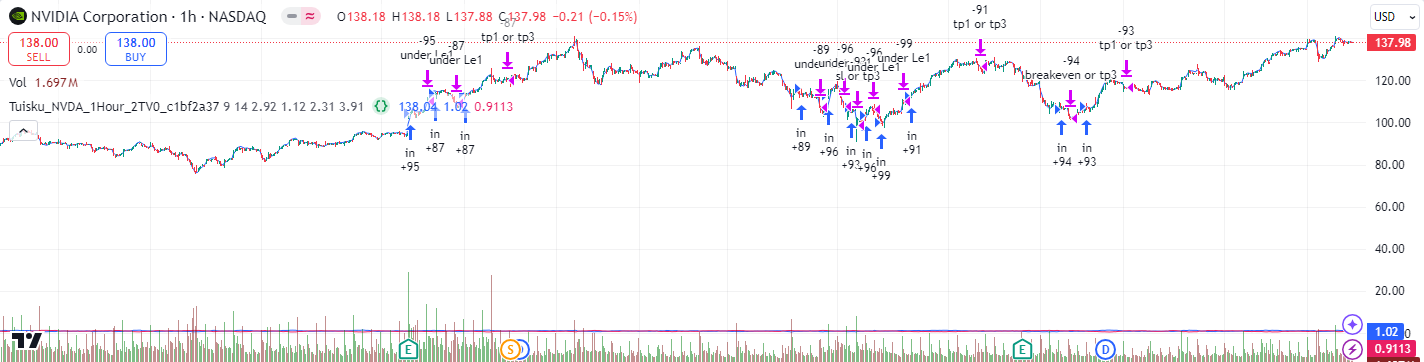 NVIDIA Corporation · 1h · NASDAQ
O138.18 H138.18 L137.88 C137.98 −0.21 (−0.15%)
138.00
SELL
0.00
138.00
BUY
Vol 1.697M
Tuisku_NVDA_1Hour_2TV0_c1bf2a37 9 14 2.92 1.12 2.31 3.91
138.04 1.02 0.9113
USD
137.98
120.00
100.00
80.00
60.00
40.00
20.00
1.02
0.9113
-95
-87
under Le1
-87
tp1 or tp3
-89
-96
-96
sl or tp3
under Le1
-99
under Le1
-91
tp1 or tp3
-94
breakeven or tp3
-93
tp1 or tp3
in
+95
in
+87
in
+87
in
+89
in
+96
in
+93
in
+96
in
+99
in
+91
in
+94
in
+93
E
S
E
D